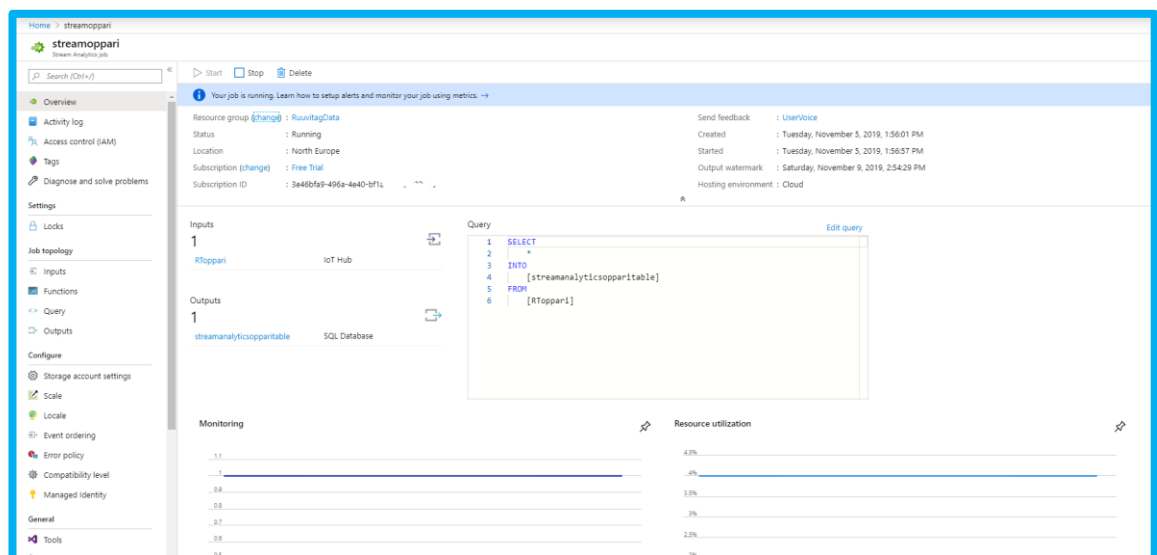 Home > streamoppari
streamoppari
Stream Analytics job
Search (Ctrl+/)
Overview
Activity log
Access control (IAM)
Tags
Diagnose and solve problems
Settings
Locks
Job topology
Inputs
Functions
Query
Outputs
Configure
Storage account settings
Scale
Locale
Event ordering
Error policy
Compatibility level
Managed Identity
General
Tools
Start Stop Delete
Your job is running. Learn how to setup alerts and monitor your job using metrics. →
Resource group (change) : RuuvitagData
Status : Running
Location : North Europe
Subscription (change) : Free Trial
Subscription ID : 3e46bfa9-496a-4e40-bf1
Send feedback : UserVoice
Created : Tuesday, November 5, 2019, 1:56:01 PM
Started : Tuesday, November 5, 2019, 1:56:57 PM
Output watermark : Saturday, November 9, 2019, 2:54:29 PM
Hosting environment : Cloud
Inputs
1
RToppari IoT Hub
Outputs
1
streamanalyticsopparitable SQL Database
Query Edit query
1 SELECT
2 *
3 INTO
4 [streamanalyticsopparitable]
5 FROM
6 [RToppari]
Monitoring
1.1
1
0.9
0.8
0.7
0.6
0.5
Resource utilization
4.5%
4%
3.5%
3%
2.5%
2%